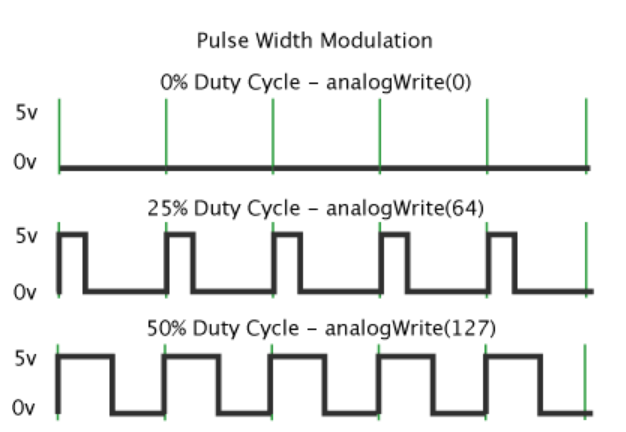 Pulse Width Modulation
0% Duty Cycle – analogWrite(0)
5v
0v
25% Duty Cycle – analogWrite(64)
5v
0v
50% Duty Cycle – analogWrite(127)
5v
0v